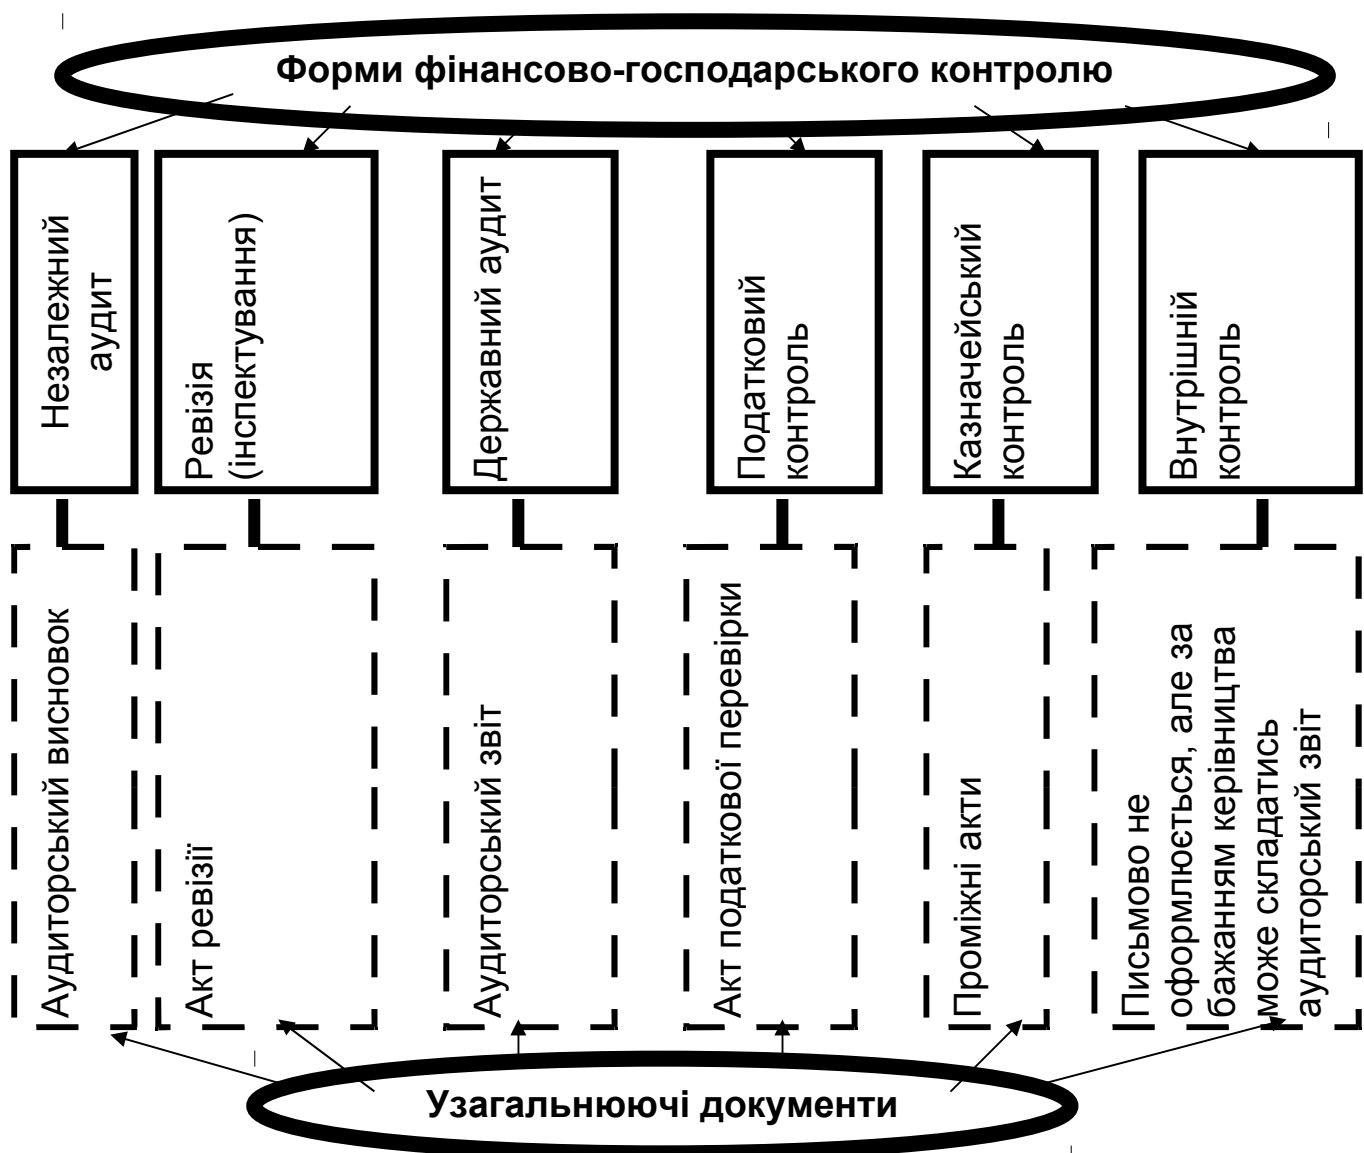 Форми фінансово-господарського контролю
Незалежний
аудит
Ревізія
(інспектування)
Державний аудит
Податковий
контроль
Казначейський
контроль
Внутрішній
контроль
Аудиторський висновок
Акт ревізії
Аудиторський звіт
Акт податкової перевірки
Проміжні акти
Письмово не
оформлюється, але за
бажанням керівництва
може складатись
аудиторський звіт
Узагальнюючі документи